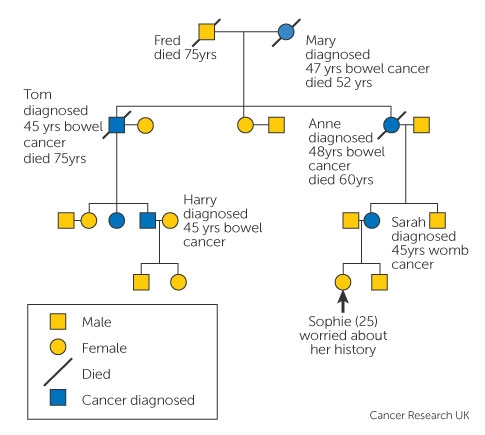 Fred
died 75yrs
Mary
diagnosed
47 yrs bowel cancer
died 52 yrs
Tom
diagnosed
45 yrs bowel
cancer
died 75yrs
Anne
diagnosed
48yrs bowel
cancer
died 60yrs
Harry
diagnosed
45 yrs bowel
cancer
Sarah
diagnosed
45yrs womb
cancer
Sophie (25)
worried about
her history
Male
Female
Died
Cancer diagnosed
Cancer Research UK